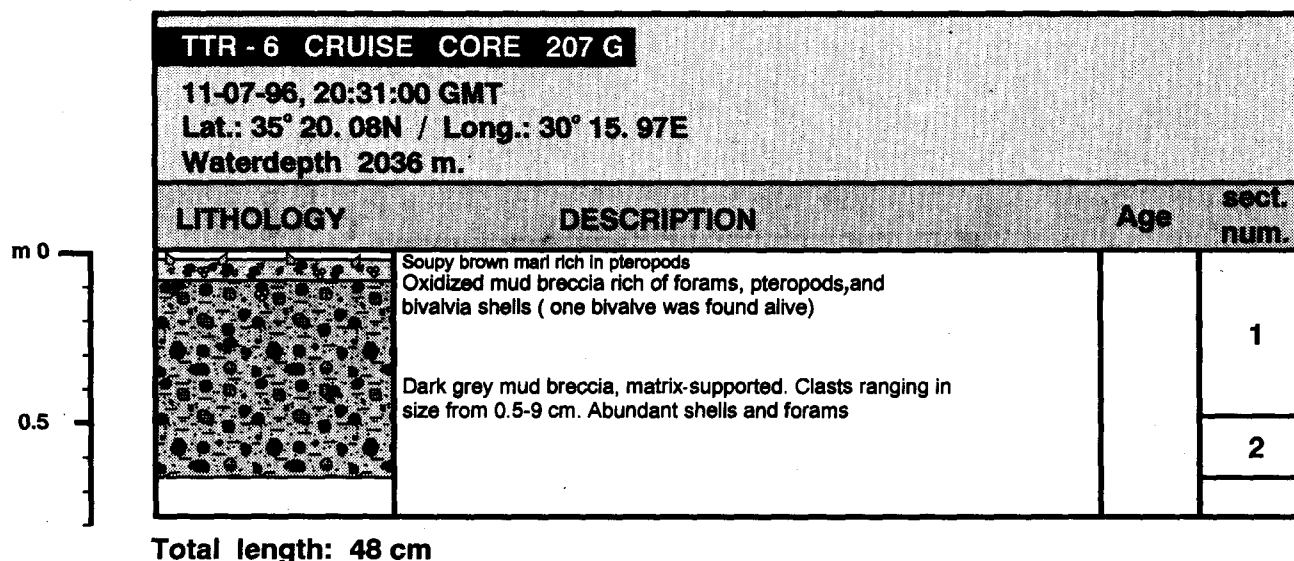 TTR - 6 CRUISE CORE 207 G
11-07-96, 20:31:00 GMT
Lat.: 35° 20. 08N / Long.: 30° 15. 97E
Waterdepth 2036 m.
LITHOLOGY DESCRIPTION Age sect. num.
m 0
Soupy brown marl rich in pteropods
Oxidized mud breccia rich of forams, pteropods,and
bivalvia shells ( one bivalve was found alive)
1
Dark grey mud breccia, matrix-supported. Clasts ranging in
size from 0.5-9 cm. Abundant shells and forams
0.5
2
Total length: 48 cm